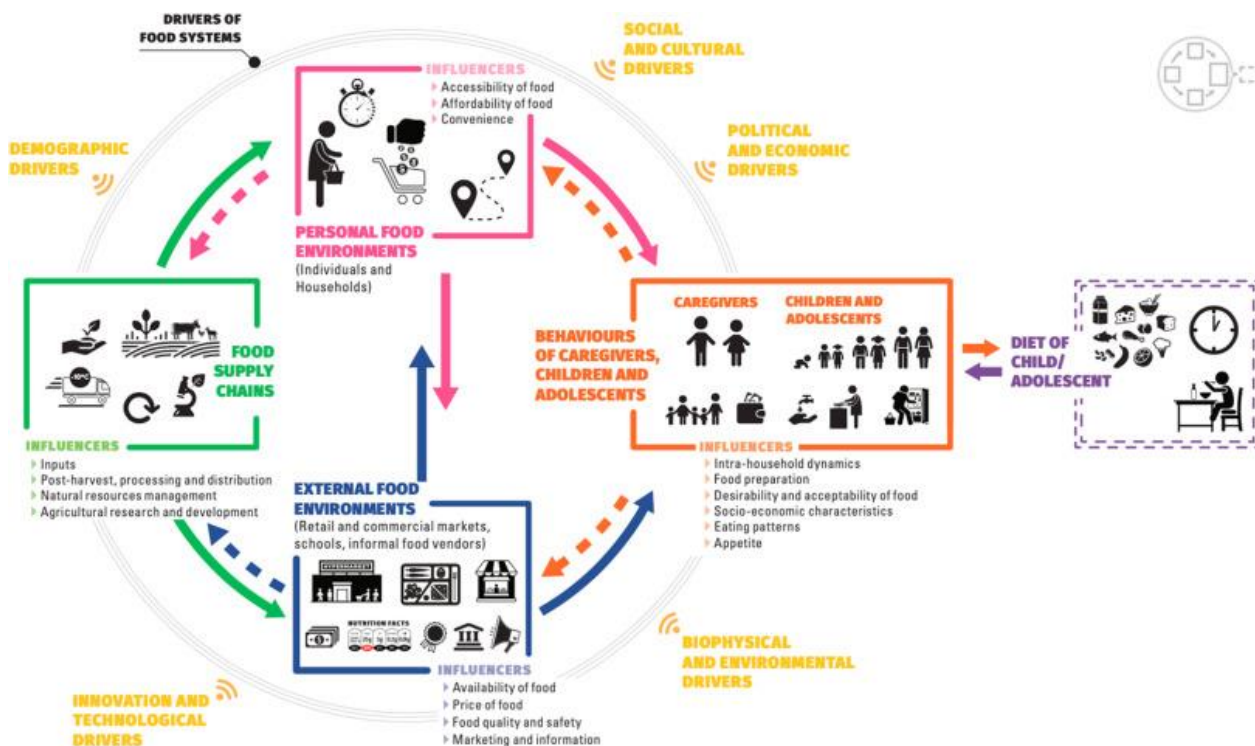 DRIVERS OF
FOOD SYSTEMS
SOCIAL
AND CULTURAL
DRIVERS
POLITICAL
AND ECONOMIC
DRIVERS
DEMOGRAPHIC
DRIVERS
INFLUENCERS
Accessibility of food
Affordability of food
Convenience
PERSONAL FOOD
ENVIRONMENTS
(Individuals and
Households)
FOOD
SUPPLY
CHAINS
-10°C
INFLUENCERS
Inputs
Post-harvest, processing and distribution
Natural resources management
Agricultural research and development
BEHAVIOURS
OF CAREGIVERS,
CHILDREN AND
ADOLESCENTS
CAREGIVERS
CHILDREN AND
ADOLESCENTS
INFLUENCERS
Intra-household dynamics
Food preparation
Desirability and acceptability of food
Socio-economic characteristics
Eating patterns
Appetite
DIET OF
CHILD/
ADOLESCENT
EXTERNAL FOOD
ENVIRONMENTS
(Retail and commercial markets,
schools, informal food vendors)
HYPERMARKET
NUTRITION FACTS
INFLUENCERS
Availability of food
Price of food
Food quality and safety
Marketing and information
BIOPHYSICAL
AND ENVIRONMENTAL
DRIVERS
INNOVATION AND
TECHNOLOGICAL
DRIVERS